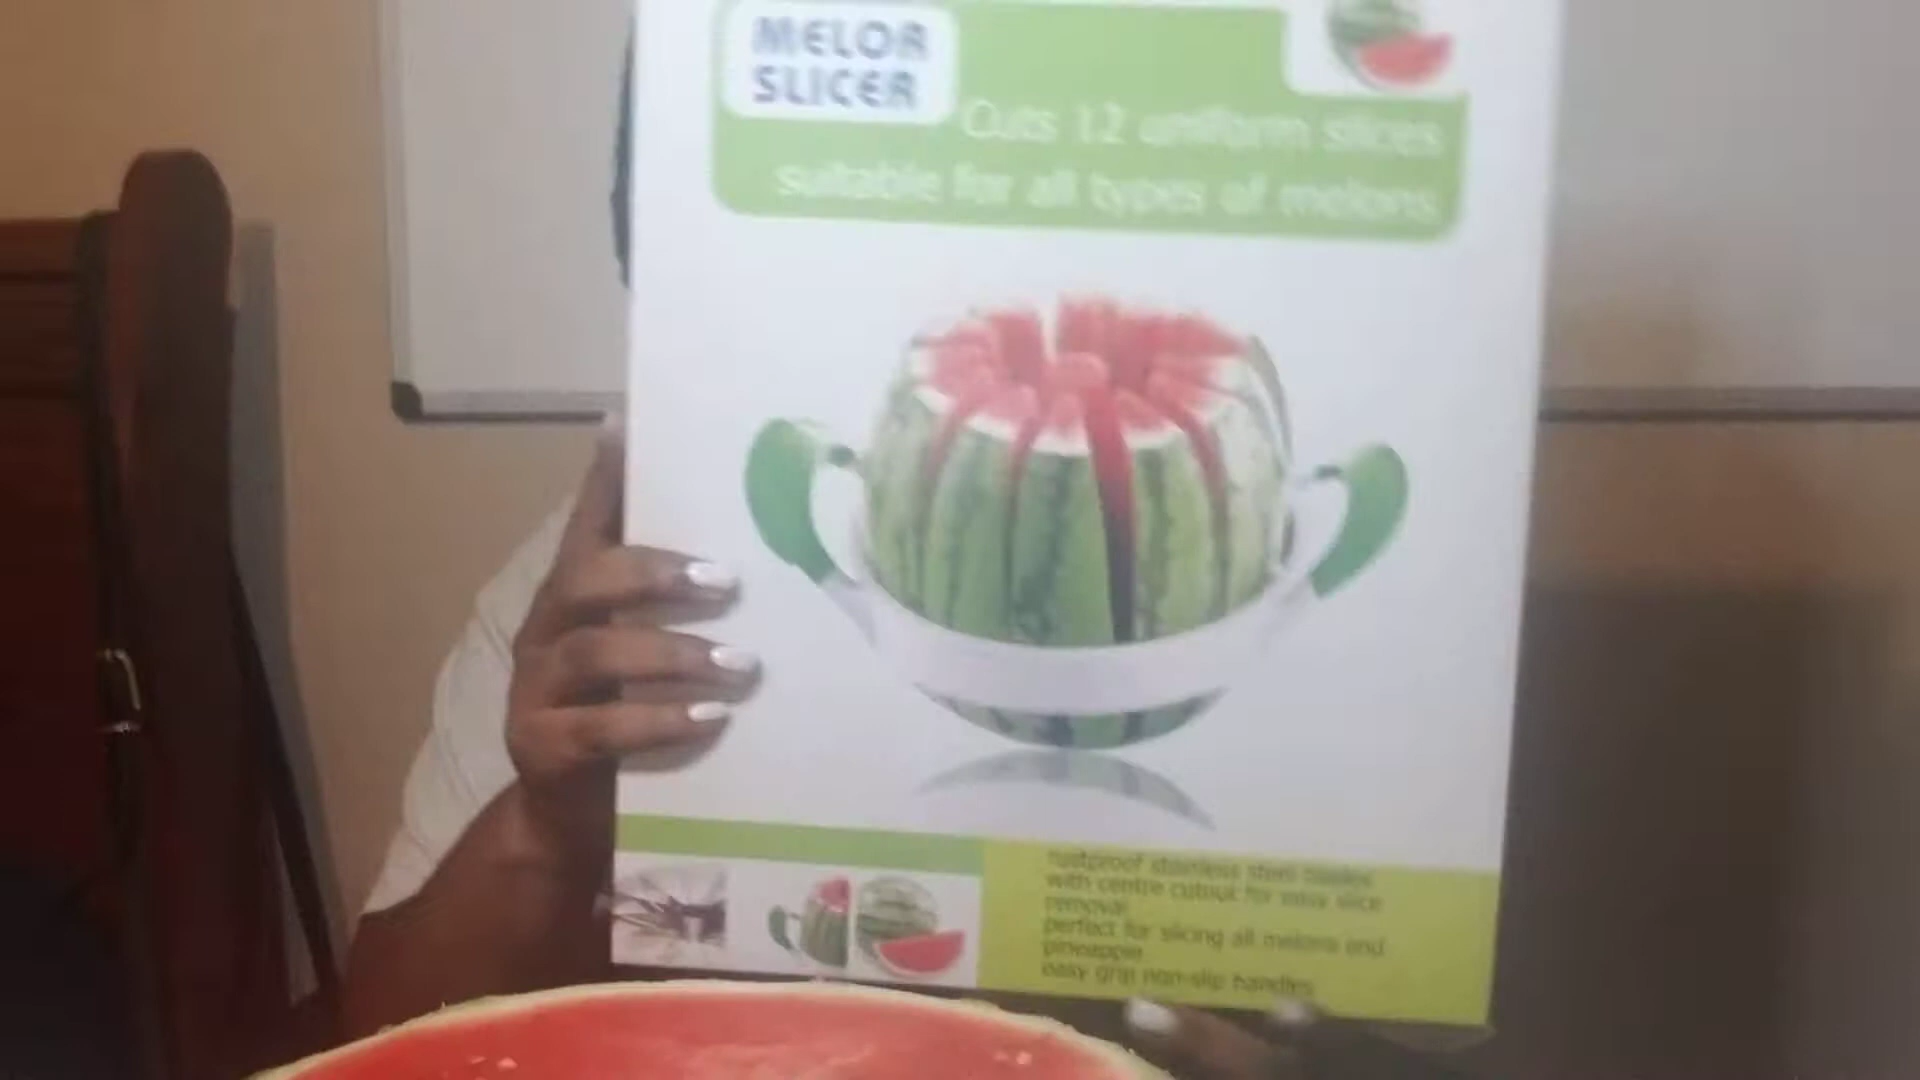 MELOR
SLICER
Cuts 12 uniform slices
suitable for all types of melons
rustproof stainless steel blades
with centre cutout for easy slice
removal
perfect for slicing all melons and
pineapple
easy grip non-slip handles